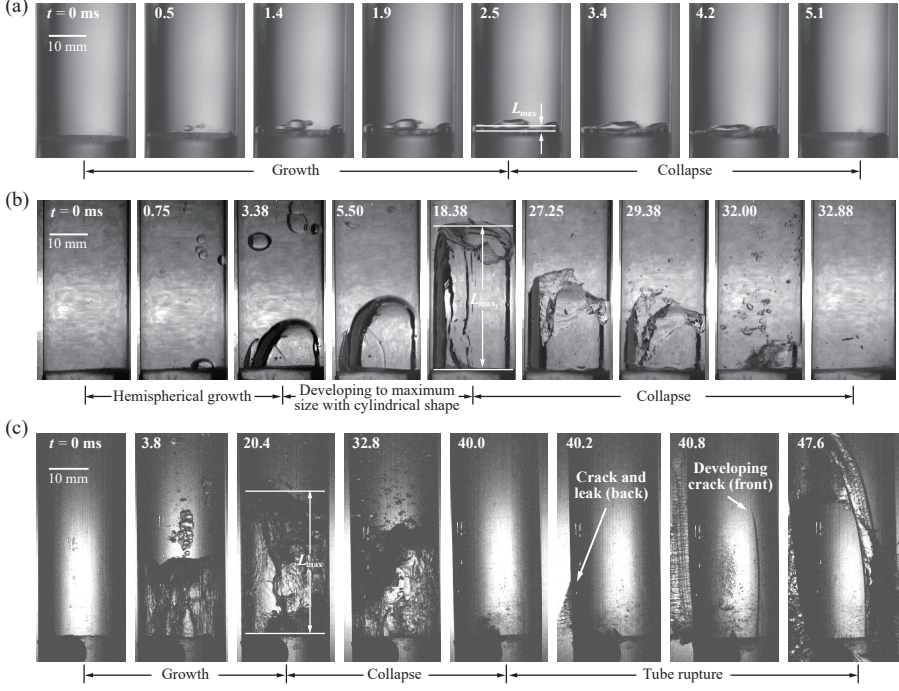 (a)
t = 0 ms 0.5 1.4 1.9 2.5 3.4 4.2 5.1
10 mm
Lmax
Growth Collapse
(b)
t = 0 ms 0.75 3.38 5.50 18.38 27.25 29.38 32.00 32.88
10 mm
Lmax
Hemispherical growth Developing to maximum size with cylindrical shape Collapse
(c)
t = 0 ms 3.8 20.4 32.8 40.0 40.2 40.8 47.6
10 mm
Crack and
leak (back)
Developing
crack (front)
Lmax
Growth Collapse Tube rupture